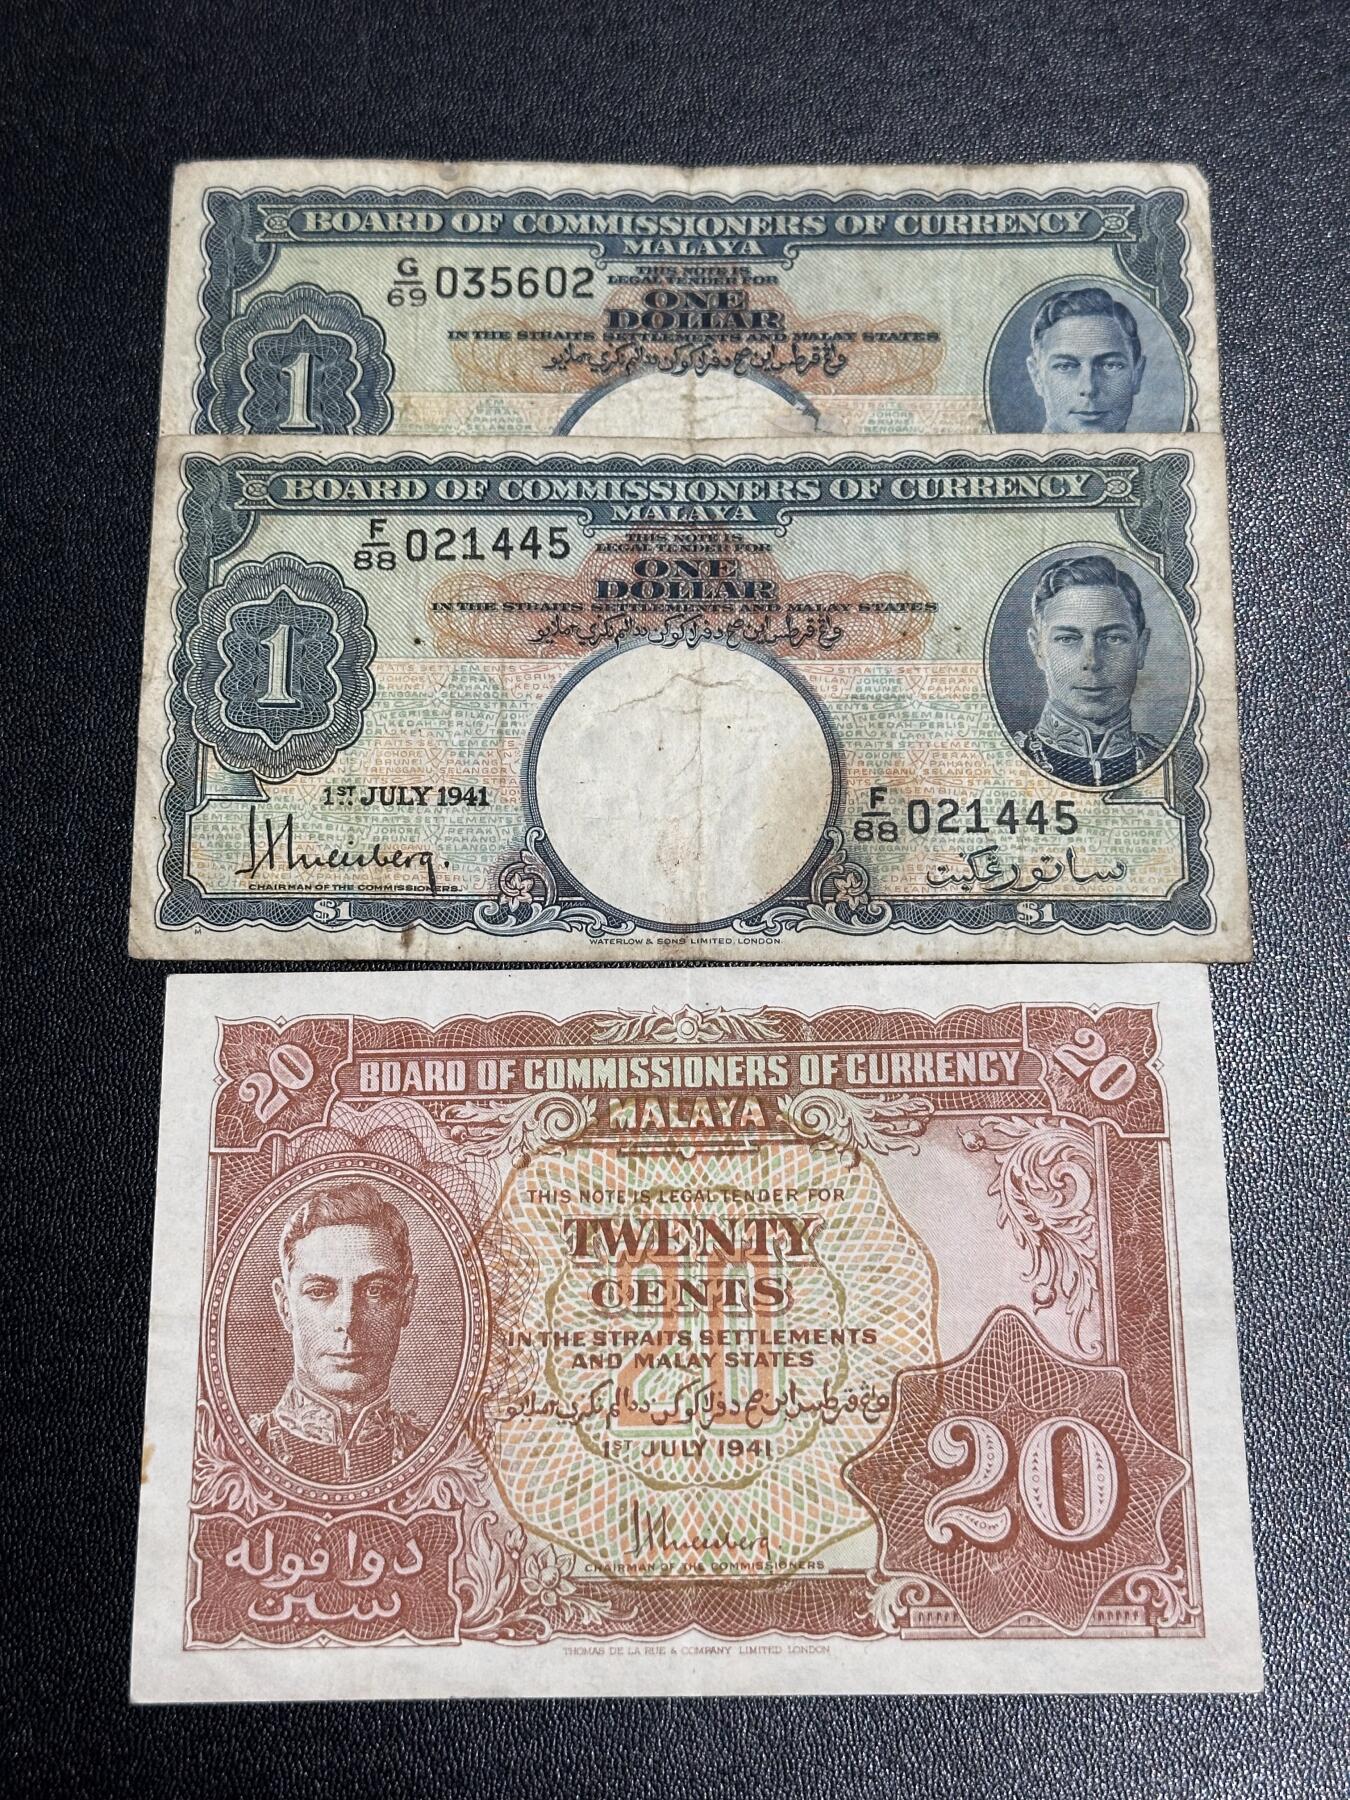 BOARD OF COMMISSIONERS OF CURRENCY
MALAYA
G/69 035602
THIS NOTE IS
LEGAL TENDER FOR
ONE
DOLLAR
IN THE STRAITS SETTLEMENTS AND MALAY STATES
1
BOARD OF COMMISSIONERS OF CURRENCY
MALAYA
F/88 021445
THIS NOTE IS
LEGAL TENDER FOR
ONE
DOLLAR
IN THE STRAITS SETTLEMENTS AND MALAY STATES
1
1ST JULY 1941
F/88 021445
CHAIRMAN OF THE COMMISSIONERS.
ساتورڠݢيت
$1 $1
WATERLOW & SONS LIMITED, LONDON.
20 20
BOARD OF COMMISSIONERS OF CURRENCY
MALAYA
THIS NOTE IS LEGAL TENDER FOR
TWENTY
CENTS
IN THE STRAITS SETTLEMENTS
AND MALAY STATES
1ST JULY 1941
20
CHAIRMAN OF THE COMMISSIONERS
دوا فوله
سين
THOMAS DE LA RUE & COMPANY LIMITED LONDON